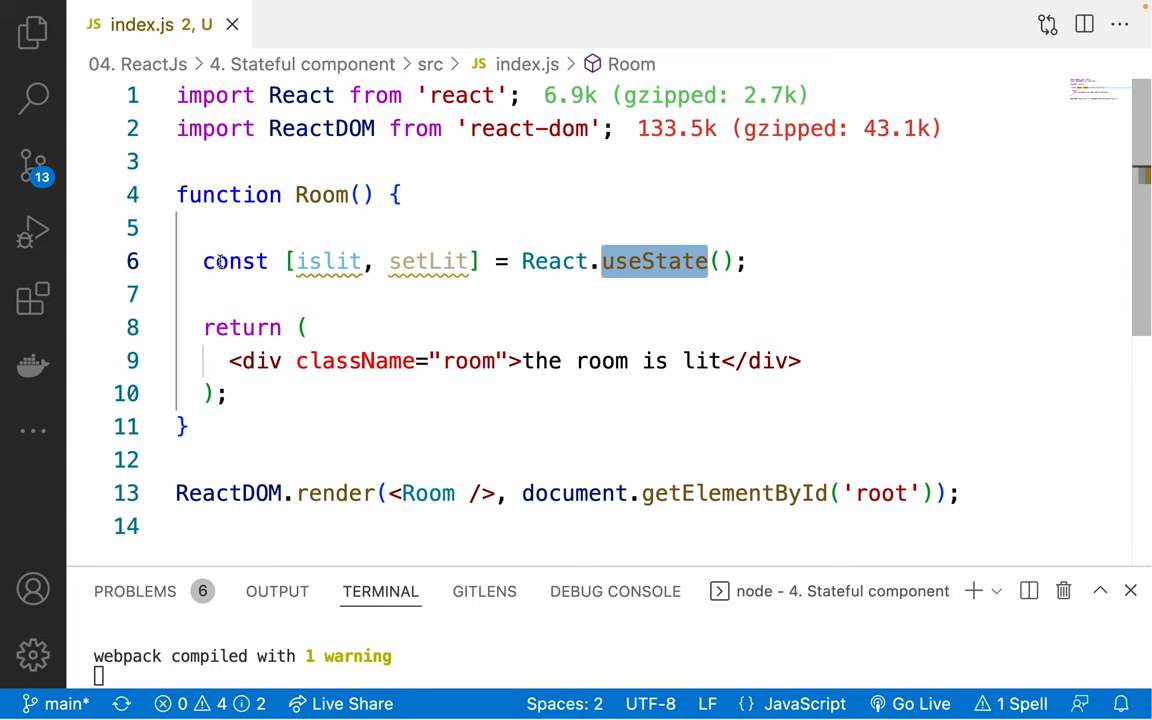 JS index.js 2, U
04. ReactJs > 4. Stateful component > src > JS index.js > Room
1 import React from 'react'; 6.9k (gzipped: 2.7k)
2 import ReactDOM from 'react-dom'; 133.5k (gzipped: 43.1k)
3
4 function Room() {
5
6 const [islit, setLit] = React.useState();
7
8 return (
9 <div className="room">the room is lit</div>
10 );
11 }
12
13 ReactDOM.render(<Room />, document.getElementById('root'));
14
13
PROBLEMS 6 OUTPUT TERMINAL GITLENS DEBUG CONSOLE node - 4. Stateful component
webpack compiled with 1 warning
main* 0 4 2 Live Share Spaces: 2 UTF-8 LF {} JavaScript Go Live 1 Spell